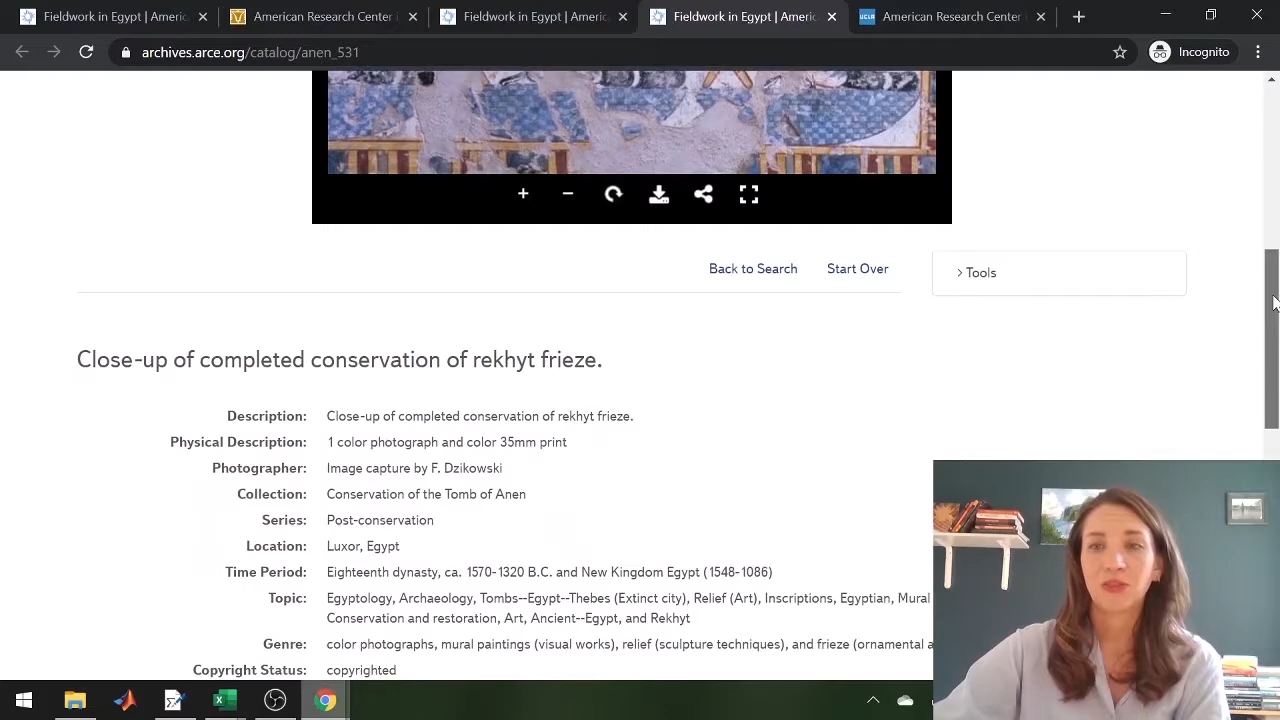 Fieldwork in Egypt | Americ
American Research Center
Fieldwork in Egypt | Americ
Fieldwork in Egypt | Americ
UCLA American Research Center
archives.arce.org/catalog/anen_531
Incognito
Back to Search Start Over
Tools
Close-up of completed conservation of rekhyt frieze.
Description: Close-up of completed conservation of rekhyt frieze.
Physical Description: 1 color photograph and color 35mm print
Photographer: Image capture by F. Dzikowski
Collection: Conservation of the Tomb of Anen
Series: Post-conservation
Location: Luxor, Egypt
Time Period: Eighteenth dynasty, ca. 1570-1320 B.C. and New Kingdom Egypt (1548-1086)
Topic: Egyptology, Archaeology, Tombs--Egypt--Thebes (Extinct city), Relief (Art), Inscriptions, Egyptian, Mural
Conservation and restoration, Art, Ancient--Egypt, and Rekhyt
Genre: color photographs, mural paintings (visual works), relief (sculpture techniques), and frieze (ornamental a
Copyright Status: copyrighted